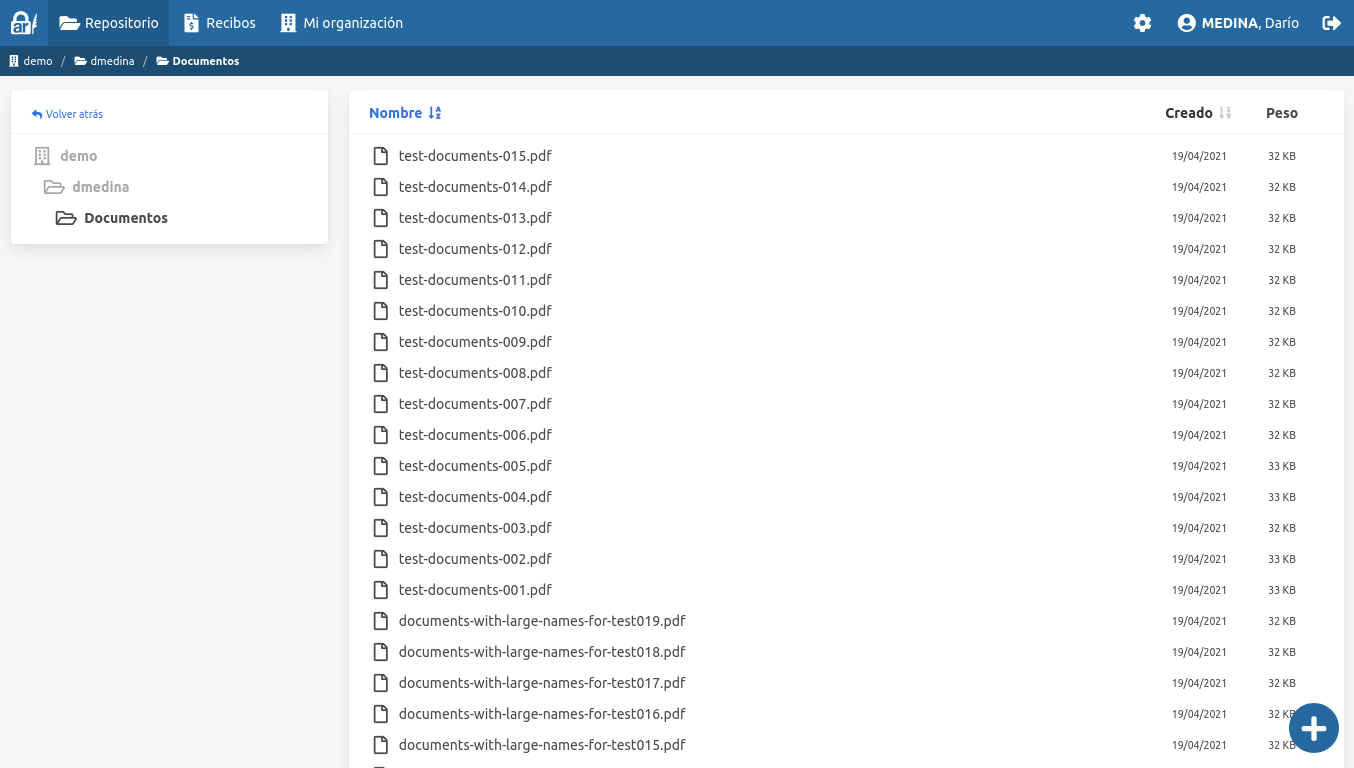 ar Repositorio Recibos Mi organización MEDINA, Darío
demo / dmedina / Documentos
Volver atrás
demo
dmedina
Documentos
Nombre Creado Peso
test-documents-015.pdf 19/04/2021 32 KB
test-documents-014.pdf 19/04/2021 32 KB
test-documents-013.pdf 19/04/2021 32 KB
test-documents-012.pdf 19/04/2021 32 KB
test-documents-011.pdf 19/04/2021 32 KB
test-documents-010.pdf 19/04/2021 32 KB
test-documents-009.pdf 19/04/2021 32 KB
test-documents-008.pdf 19/04/2021 32 KB
test-documents-007.pdf 19/04/2021 32 KB
test-documents-006.pdf 19/04/2021 32 KB
test-documents-005.pdf 19/04/2021 33 KB
test-documents-004.pdf 19/04/2021 33 KB
test-documents-003.pdf 19/04/2021 32 KB
test-documents-002.pdf 19/04/2021 33 KB
test-documents-001.pdf 19/04/2021 33 KB
documents-with-large-names-for-test019.pdf 19/04/2021 32 KB
documents-with-large-names-for-test018.pdf 19/04/2021 32 KB
documents-with-large-names-for-test017.pdf 19/04/2021 32 KB
documents-with-large-names-for-test016.pdf 19/04/2021 32 KB
documents-with-large-names-for-test015.pdf 19/04/2021 32 KB